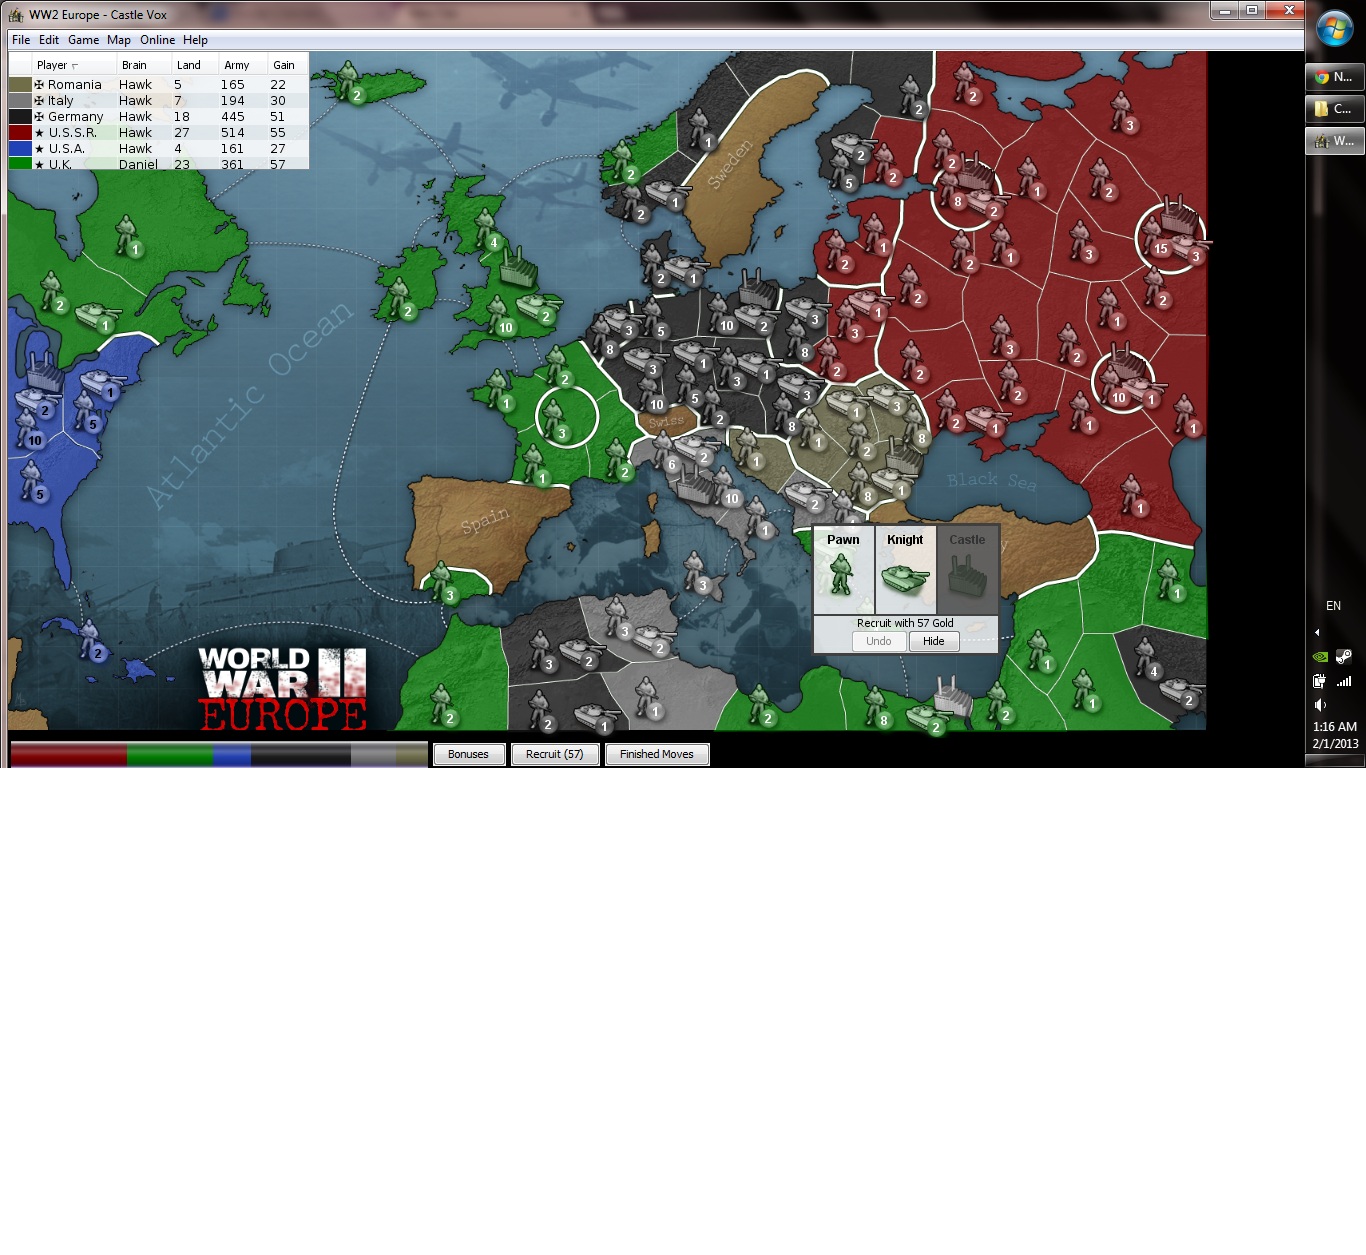 WW2 Europe - Castle Vox
File Edit Game Map Online Help
Player Brain Land Army Gain
Romania Hawk 5 165 22
Italy Hawk 7 194 30
Germany Hawk 18 445 51
U.S.S.R. Hawk 27 514 55
U.S.A. Hawk 4 161 27
U.K. Daniel 23 361 57
N...
C...
W...
Sweden
Atlantic Ocean
Swiss
Spain
Black Sea
Pawn Knight Castle
Recruit with 57 Gold
Undo Hide
WORLD
WAR II
EUROPE
Bonuses Recruit (57) Finished Moves
EN
1:16 AM
2/1/2013